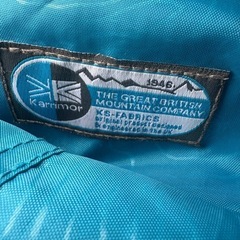 1946
Karrimor
THE GREAT BRITISH
MOUNTAIN COMPANY
KS-FABRICS